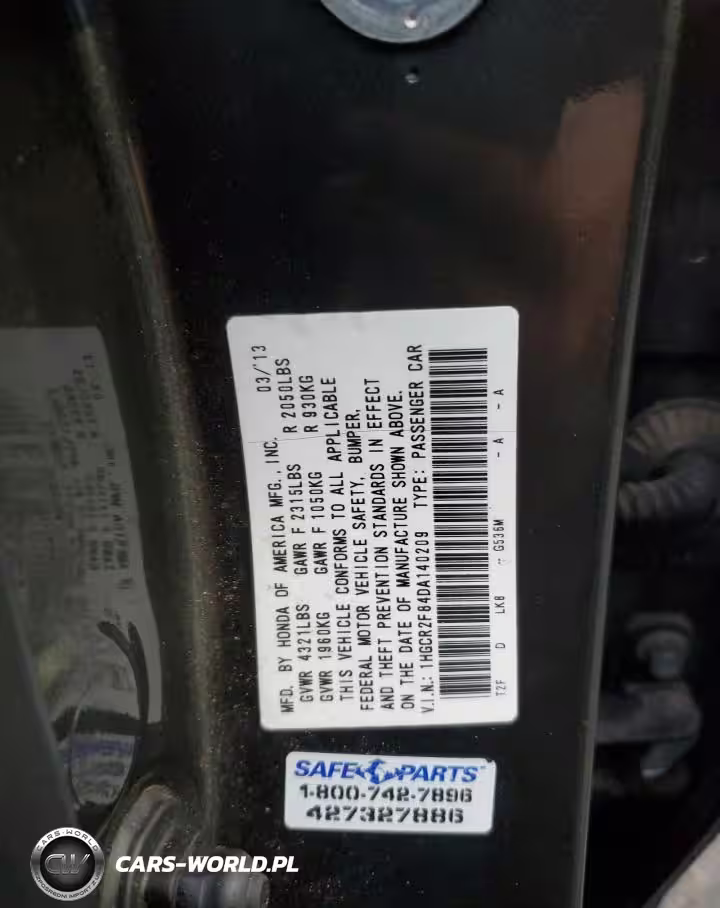 MFD. BY HONDA OF AMERICA MFG., INC. 03/13
GVWR 4321LBS GAWR F 2315LBS R 2050LBS
GVWR 1960KG GAWR F 1050KG R 930KG
THIS VEHICLE CONFORMS TO ALL APPLICABLE
FEDERAL MOTOR VEHICLE SAFETY, BUMPER,
AND THEFT PREVENTION STANDARDS IN EFFECT
ON THE DATE OF MANUFACTURE SHOWN ABOVE.
V.I.N.: 1HGCR2F84DA140209 TYPE: PASSENGER CAR
T2F D LK8 - G536M - A - A
SAFE PARTS
1-800-742-7896
427327886
CARS-WORLD
CW
CARS-WORLD.PL